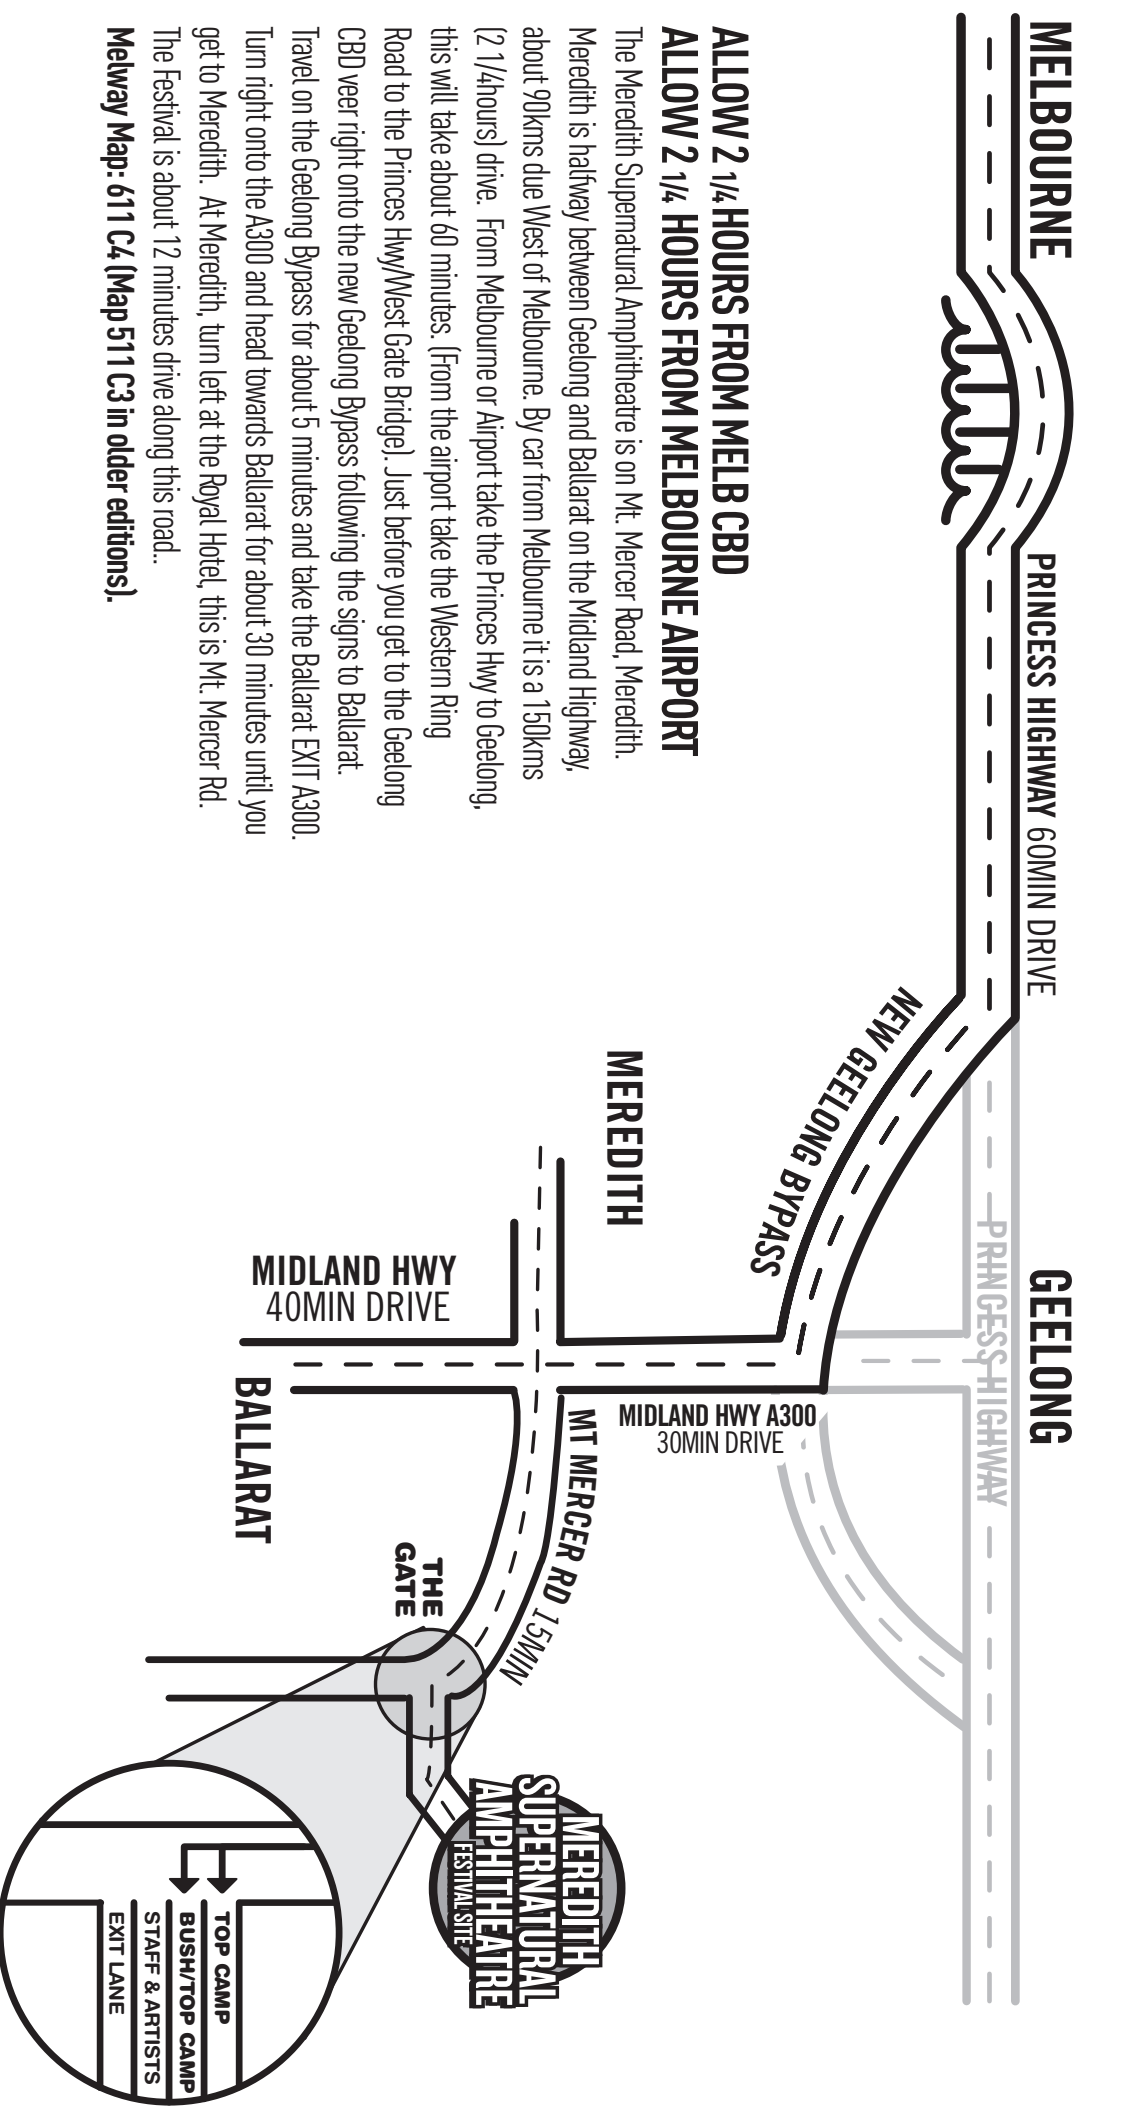 MELBOURNE
PRINCESS HIGHWAY 60MIN DRIVE
GEELONG
PRINCESS HIGHWAY
NEW GEELONG BYPASS
ALLOW 2 1/4 HOURS FROM MELB CBD
ALLOW 2 1/4 HOURS FROM MELBOURNE AIRPORT
The Meredith Supernatural Amphitheatre is on Mt. Mercer Road, Meredith.
Meredith is halfway between Geelong and Ballarat on the Midland Highway,
about 90kms due West of Melbourne. By car from Melbourne it is a 150kms
(2 1/4hours) drive. From Melbourne or Airport take the Princes Hwy to Geelong,
this will take about 60 minutes. (From the airport take the Western Ring
Road to the Princes Hwy/West Gate Bridge). Just before you get to the Geelong
CBD veer right onto the new Geelong Bypass following the signs to Ballarat.
Travel on the Geelong Bypass for about 5 minutes and take the Ballarat EXIT A300.
Turn right onto the A300 and head towards Ballarat for about 30 minutes until you
get to Meredith. At Meredith, turn left at the Royal Hotel, this is Mt. Mercer Rd.
The Festival is about 12 minutes drive along this road..
Melway Map: 611 C4 (Map 511 C3 in older editions).
MEREDITH
MIDLAND HWY A300
30MIN DRIVE
MIDLAND HWY
40MIN DRIVE
BALLARAT
MT MERCER RD 15MIN
THE
GATE
MEREDITH
SUPERNATURAL
AMPHITHEATRE
FESTIVAL SITE
TOP CAMP
BUSH/TOP CAMP
STAFF & ARTISTS
EXIT LANE